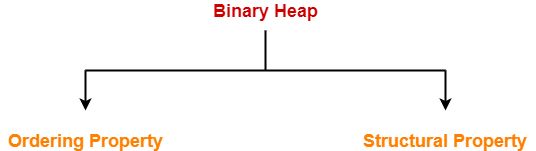 Binary Heap
Ordering Property
Structural Property